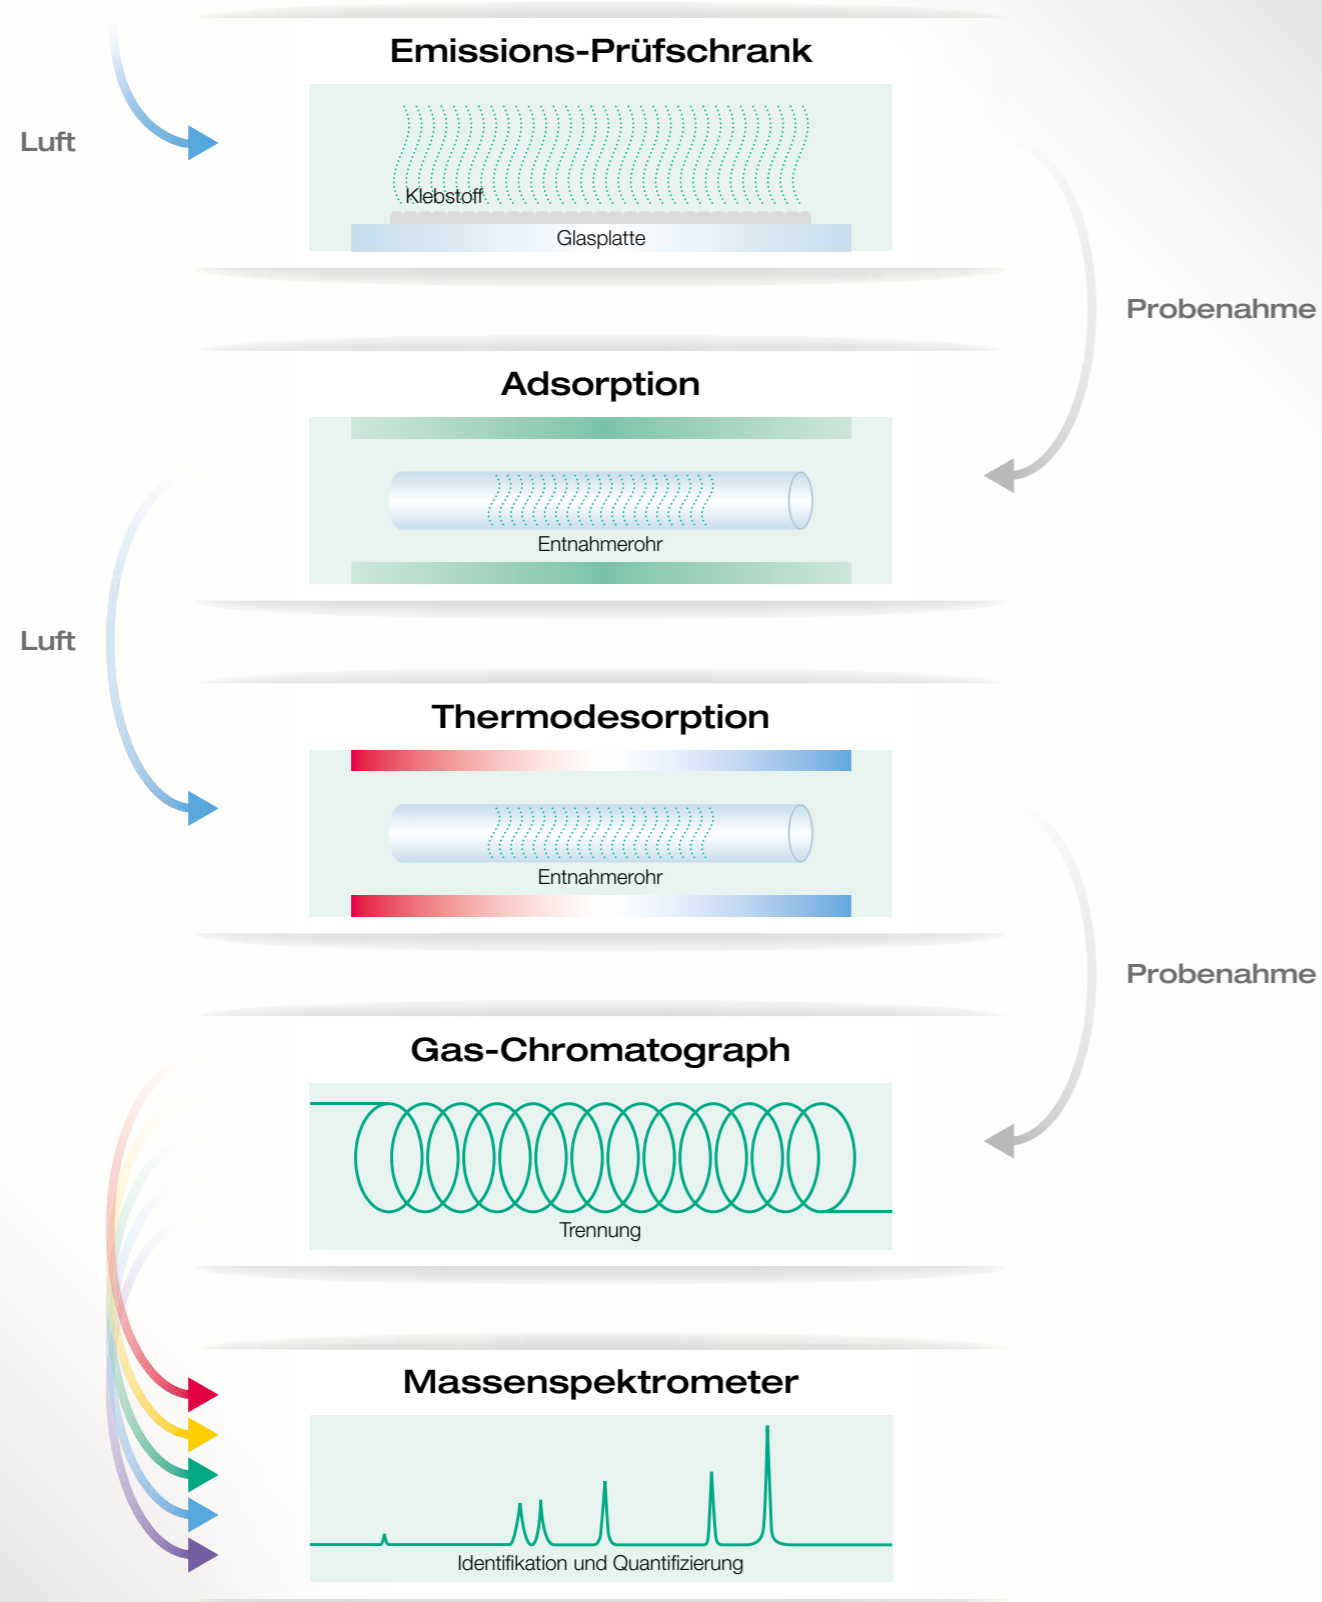 Emissions-Prüfschrank
Luft
Klebstoff
Glasplatte
Probenahme
Adsorption
Entnahmerohr
Luft
Thermodesorption
Entnahmerohr
Probenahme
Gas-Chromatograph
Trennung
Massenspektrometer
Identifikation und Quantifizierung